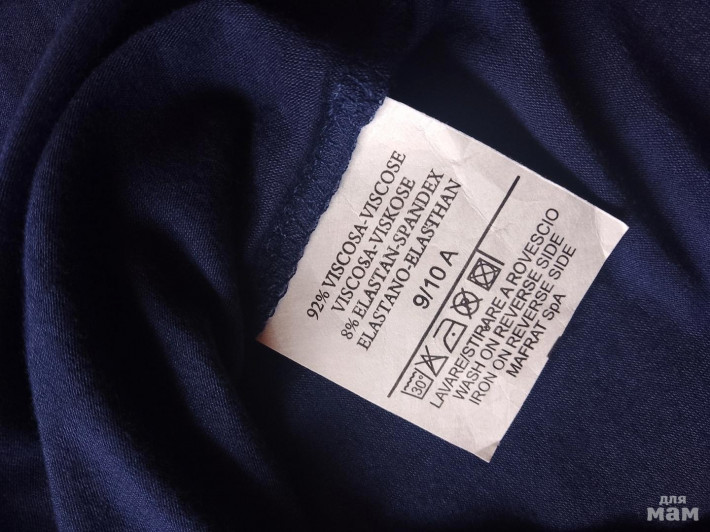 92% VISCOSA-VISCOSE
VISCOSA-VISKOSE
8% ELASTAN-SPANDEX
ELASTANO-ELASTHAN
9/10 A
30°
LAVARE/STIRARE A ROVESCIO
WASH ON REVERSE SIDE
IRON ON REVERSE SIDE
MAFRAT SpA
для
мам